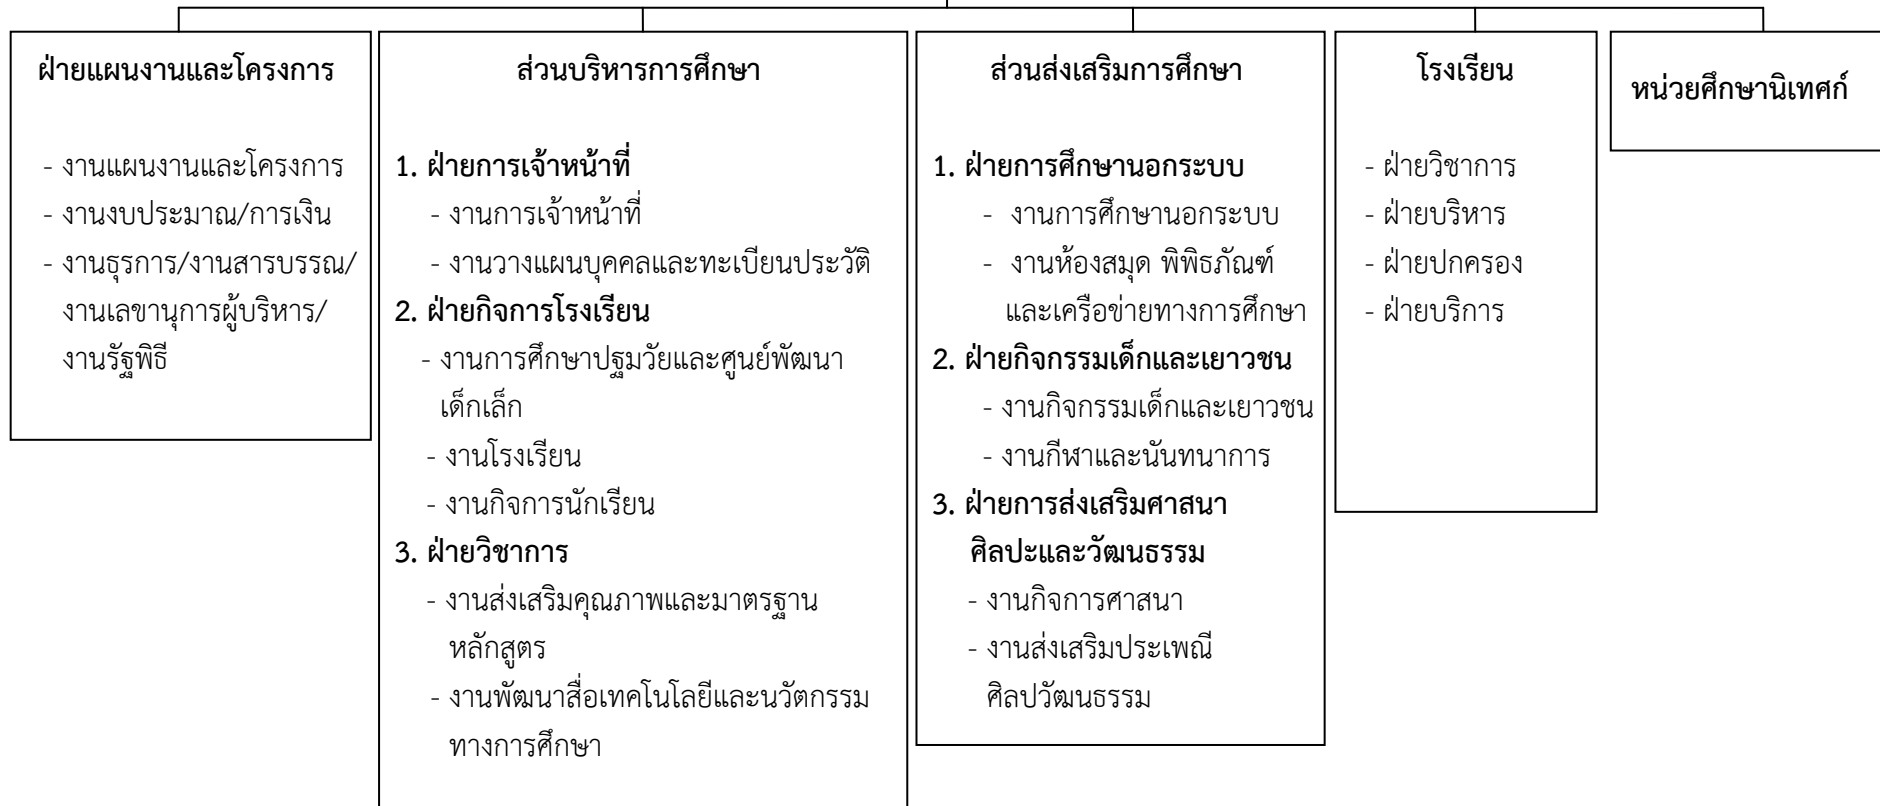 ฝ่ายแผนงานและโครงการ
- งานแผนงานและโครงการ
- งานงบประมาณ/การเงิน
- งานธุรการ/งานสารบรรณ/
งานเลขานุการผู้บริหาร/
งานรัฐพิธี
ส่วนบริหารการศึกษา
1. ฝ่ายการเจ้าหน้าที่
- งานการเจ้าหน้าที่
- งานวางแผนบุคคลและทะเบียนประวัติ
2. ฝ่ายกิจการโรงเรียน
- งานการศึกษาปฐมวัยและศูนย์พัฒนา
เด็กเล็ก
- งานโรงเรียน
- งานกิจการนักเรียน
3. ฝ่ายวิชาการ
- งานส่งเสริมคุณภาพและมาตรฐาน
หลักสูตร
- งานพัฒนาสื่อเทคโนโลยีและนวัตกรรม
ทางการศึกษา
ส่วนส่งเสริมการศึกษา
1. ฝ่ายการศึกษานอกระบบ
- งานการศึกษานอกระบบ
- งานห้องสมุด พิพิธภัณฑ์
และเครือข่ายทางการศึกษา
2. ฝ่ายกิจกรรมเด็กและเยาวชน
- งานกิจกรรมเด็กและเยาวชน
- งานกีฬาและนันทนาการ
3. ฝ่ายการส่งเสริมศาสนา
ศิลปะและวัฒนธรรม
- งานกิจการศาสนา
- งานส่งเสริมประเพณี
ศิลปวัฒนธรรม
โรงเรียน
- ฝ่ายวิชาการ
- ฝ่ายบริหาร
- ฝ่ายปกครอง
- ฝ่ายบริการ
หน่วยศึกษานิเทศก์